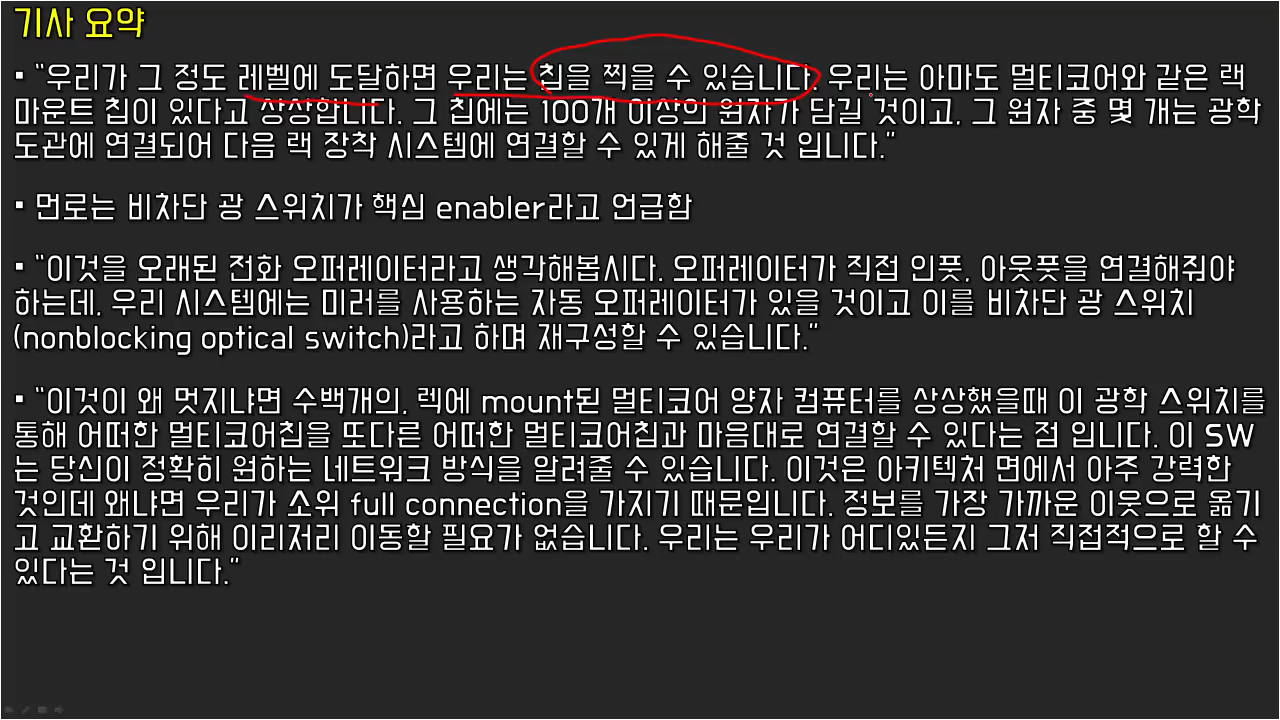 기사 요약
▪ “우리가 그 정도 레벨에 도달하면 우리는 칩을 찍을 수 있습니다. 우리는 아마도 멀티코어와 같은 랙
마운트 칩이 있다고 상상합니다. 그 칩에는 100개 이상의 원자가 담길 것이고, 그 원자 중 몇 개는 광학
도관에 연결되어 다음 랙 장착 시스템에 연결할 수 있게 해줄 것 입니다.”
▪ 먼로는 비차단 광 스위치가 핵심 enabler라고 언급함
▪ “이것을 오래된 전화 오퍼레이터라고 생각해봅시다. 오퍼레이터가 직접 인풋, 아웃풋을 연결해줘야
하는데, 우리 시스템에는 미러를 사용하는 자동 오퍼레이터가 있을 것이고 이를 비차단 광 스위치
(nonblocking optical switch)라고 하며 재구성할 수 있습니다.”
▪ “이것이 왜 멋지냐면 수백개의, 렉에 mount된 멀티코어 양자 컴퓨터를 상상했을때 이 광학 스위치를
통해 어떠한 멀티코어칩을 또다른 어떠한 멀티코어칩과 마음대로 연결할 수 있다는 점 입니다. 이 SW
는 당신이 정확히 원하는 네트워크 방식을 알려줄 수 있습니다. 이것은 아키텍처 면에서 아주 강력한
것인데 왜냐면 우리가 소위 full connection을 가지기 때문입니다. 정보를 가장 가까운 이웃으로 옮기
고 교환하기 위해 이리저리 이동할 필요가 없습니다. 우리는 우리가 어디있든지 그저 직접적으로 할 수
있다는 것 입니다.”